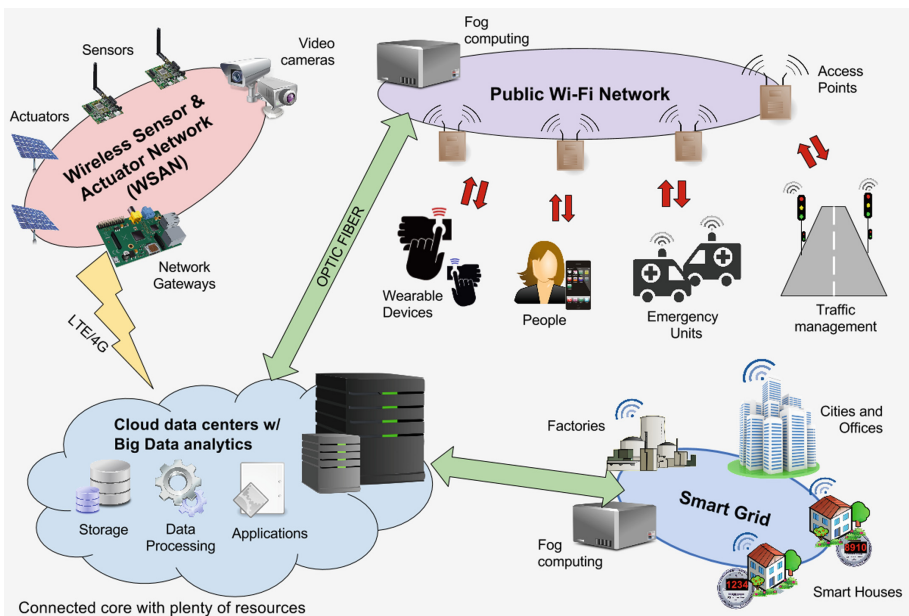 Sensors
Video
cameras
Actuators
Wireless Sensor &
Actuator Network
(WSAN)
Network
Gateways
LTE/4G
Fog
computing
Public Wi-Fi Network
Access
Points
OPTIC FIBER
Wearable
Devices
People
Emergency
Units
Traffic
management
Cloud data centers w/
Big Data analytics
Storage
Data
Processing
Applications
Connected core with plenty of resources
Factories
Cities and
Offices
Smart Grid
Fog
computing
8910
1234
Smart Houses